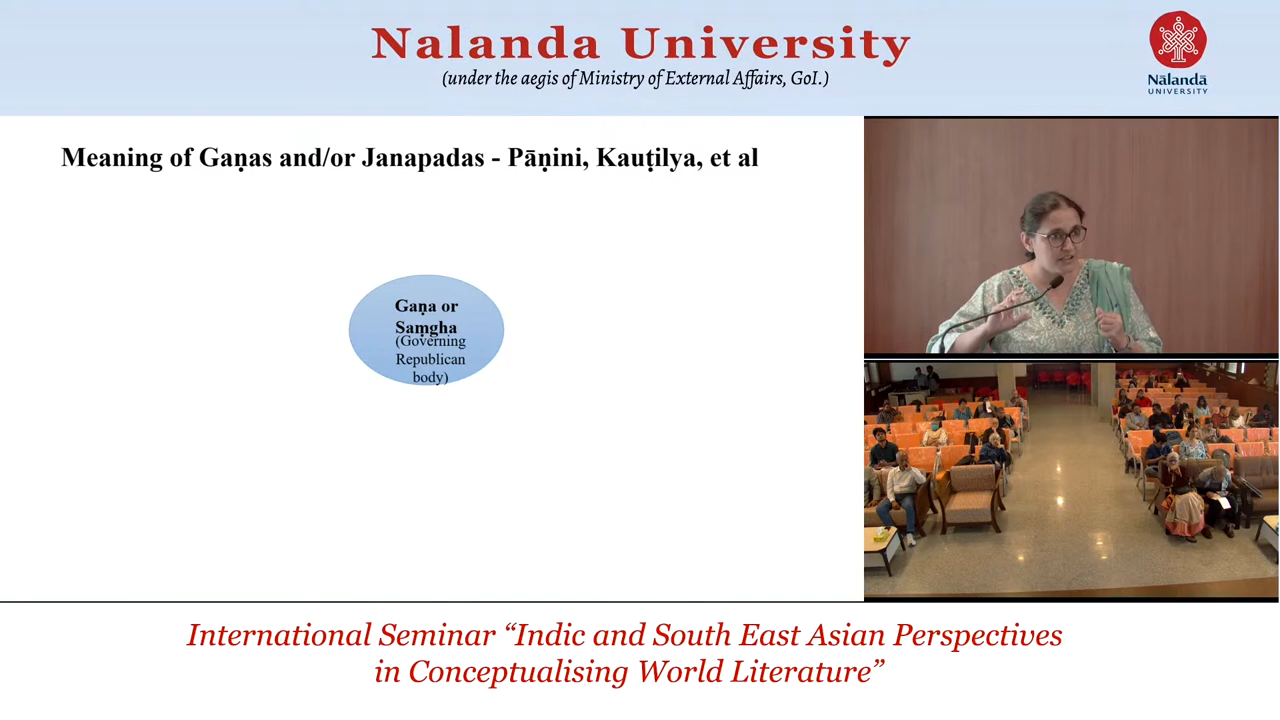 Nalanda University
(under the aegis of Ministry of External Affairs, GoI.)
Nālandā
UNIVERSITY
Meaning of Gaṇas and/or Janapadas - Pāṇini, Kauṭilya, et al
Gaṇa or
Saṃgha
(Governing
Republican
body)
International Seminar “Indic and South East Asian Perspectives
in Conceptualising World Literature”